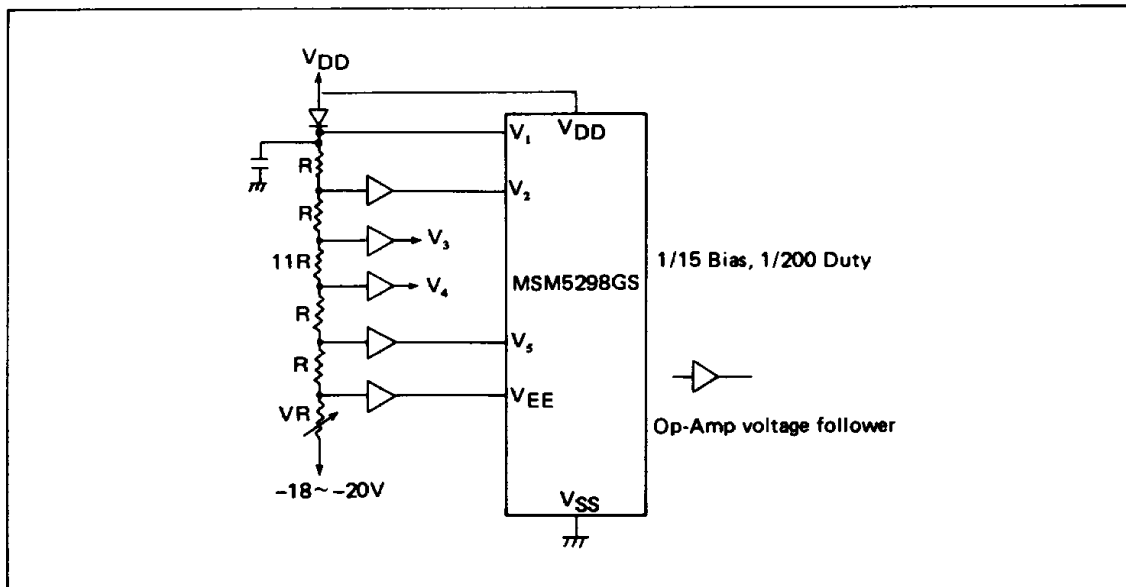 VDD
VDD
V1
R
V2
R
V3
11R
1/15 Bias, 1/200 Duty
MSM5298GS
V4
R
V5
R
VEE
VR
Op-Amp voltage follower
-18~-20V
VSS